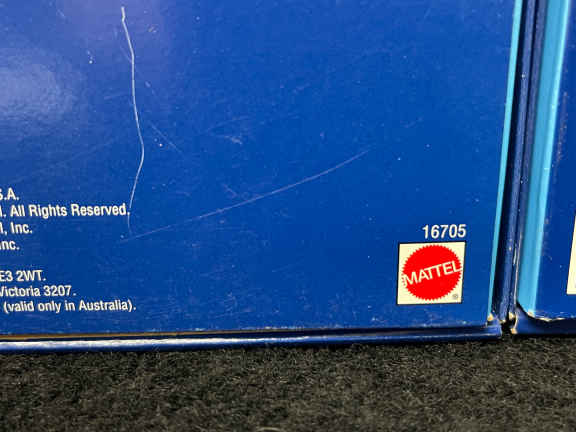 S.A.
l. All Rights Reserved.
l, Inc.
nc.
E3 2WT.
Victoria 3207.
(valid only in Australia).
16705
MATTEL
®